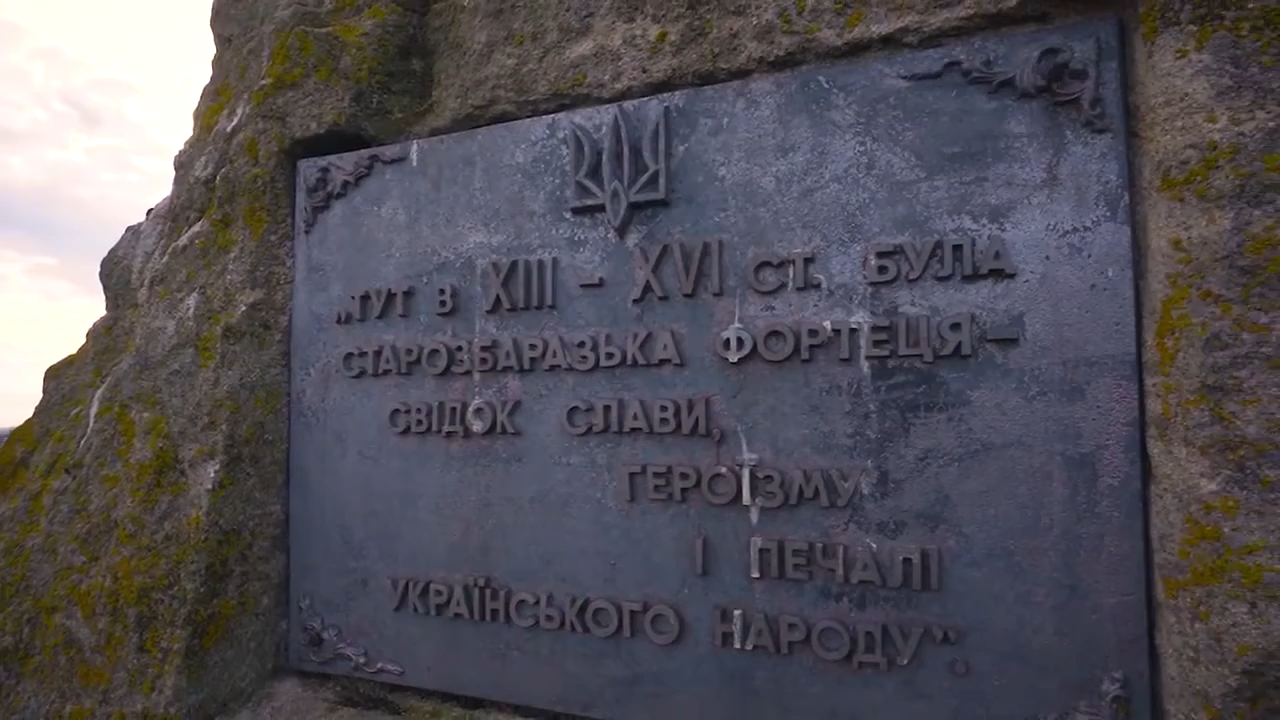 „ТУТ В XIII – XVI СТ. БУЛА
СТАРОЗБАРАЗЬКА ФОРТЕЦЯ –
СВІДОК СЛАВИ,
ГЕРОЇЗМУ
І ПЕЧАЛІ
УКРАЇНСЬКОГО НАРОДУ”.